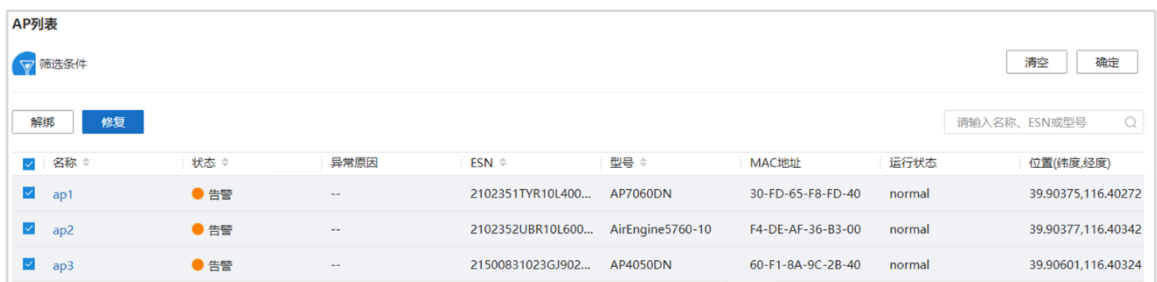 AP列表
筛选条件 清空 确定
解绑 修复 请输入名称、ESN或型号
名称 状态 异常原因 ESN 型号 MAC地址 运行状态 位置(纬度,经度)
ap1 告警 -- 2102351TYR10L400... AP7060DN 30-FD-65-F8-FD-40 normal 39.90375,116.40272
ap2 告警 -- 2102352UBR10L600... AirEngine5760-10 F4-DE-AF-36-B3-00 normal 39.90377,116.40342
ap3 告警 -- 21500831023GJ902... AP4050DN 60-F1-8A-9C-2B-40 normal 39.90601,116.40324